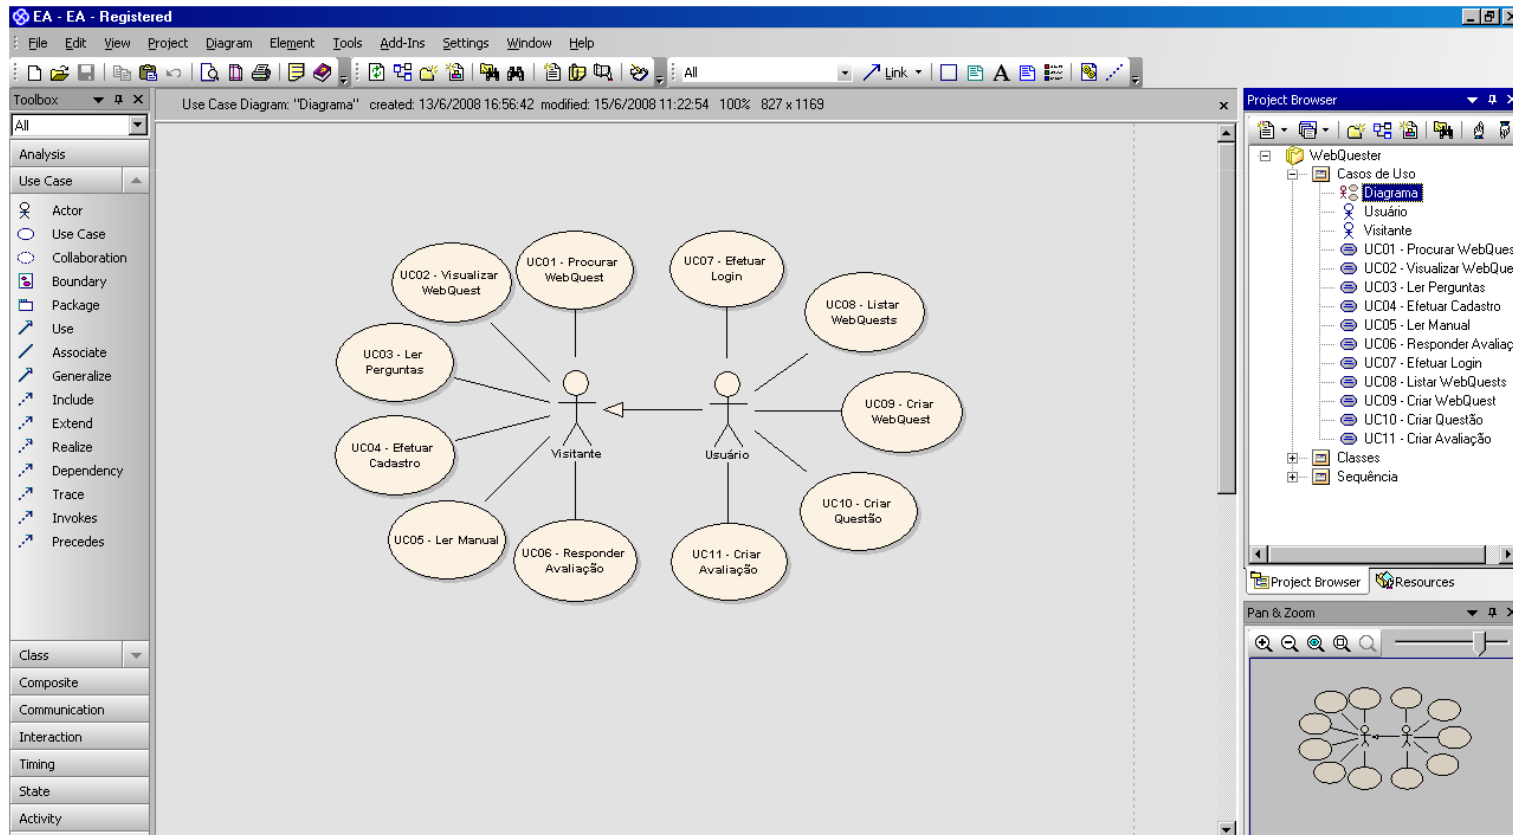 EA - EA - Registered
File Edit View Project Diagram Element Tools Add-Ins Settings Window Help
All Link
Toolbox
All
Analysis
Use Case
Actor
Use Case
Collaboration
Boundary
Package
Use
Associate
Generalize
Include
Extend
Realize
Dependency
Trace
Invokes
Precedes
Class
Composite
Communication
Interaction
Timing
State
Activity
Use Case Diagram: "Diagrama" created: 13/6/2008 16:56:42 modified: 15/6/2008 11:22:54 100% 827 x 1169
UC02 - Visualizar
WebQuest
UC01 - Procurar
WebQuest
UC07 - Efetuar
Login
UC08 - Listar
WebQuests
UC03 - Ler
Perguntas
UC09 - Criar
WebQuest
UC04 - Efetuar
Cadastro
Visitante
Usuário
UC10 - Criar
Questão
UC05 - Ler Manual
UC06 - Responder
Avaliação
UC11 - Criar
Avaliação
Project Browser
WebQuester
Casos de Uso
Diagrama
Usuário
Visitante
UC01 - Procurar WebQues
UC02 - Visualizar WebQue
UC03 - Ler Perguntas
UC04 - Efetuar Cadastro
UC05 - Ler Manual
UC06 - Responder Avaliaç
UC07 - Efetuar Login
UC08 - Listar WebQuests
UC09 - Criar WebQuest
UC10 - Criar Questão
UC11 - Criar Avaliação
Classes
Sequência
Project Browser Resources
Pan & Zoom